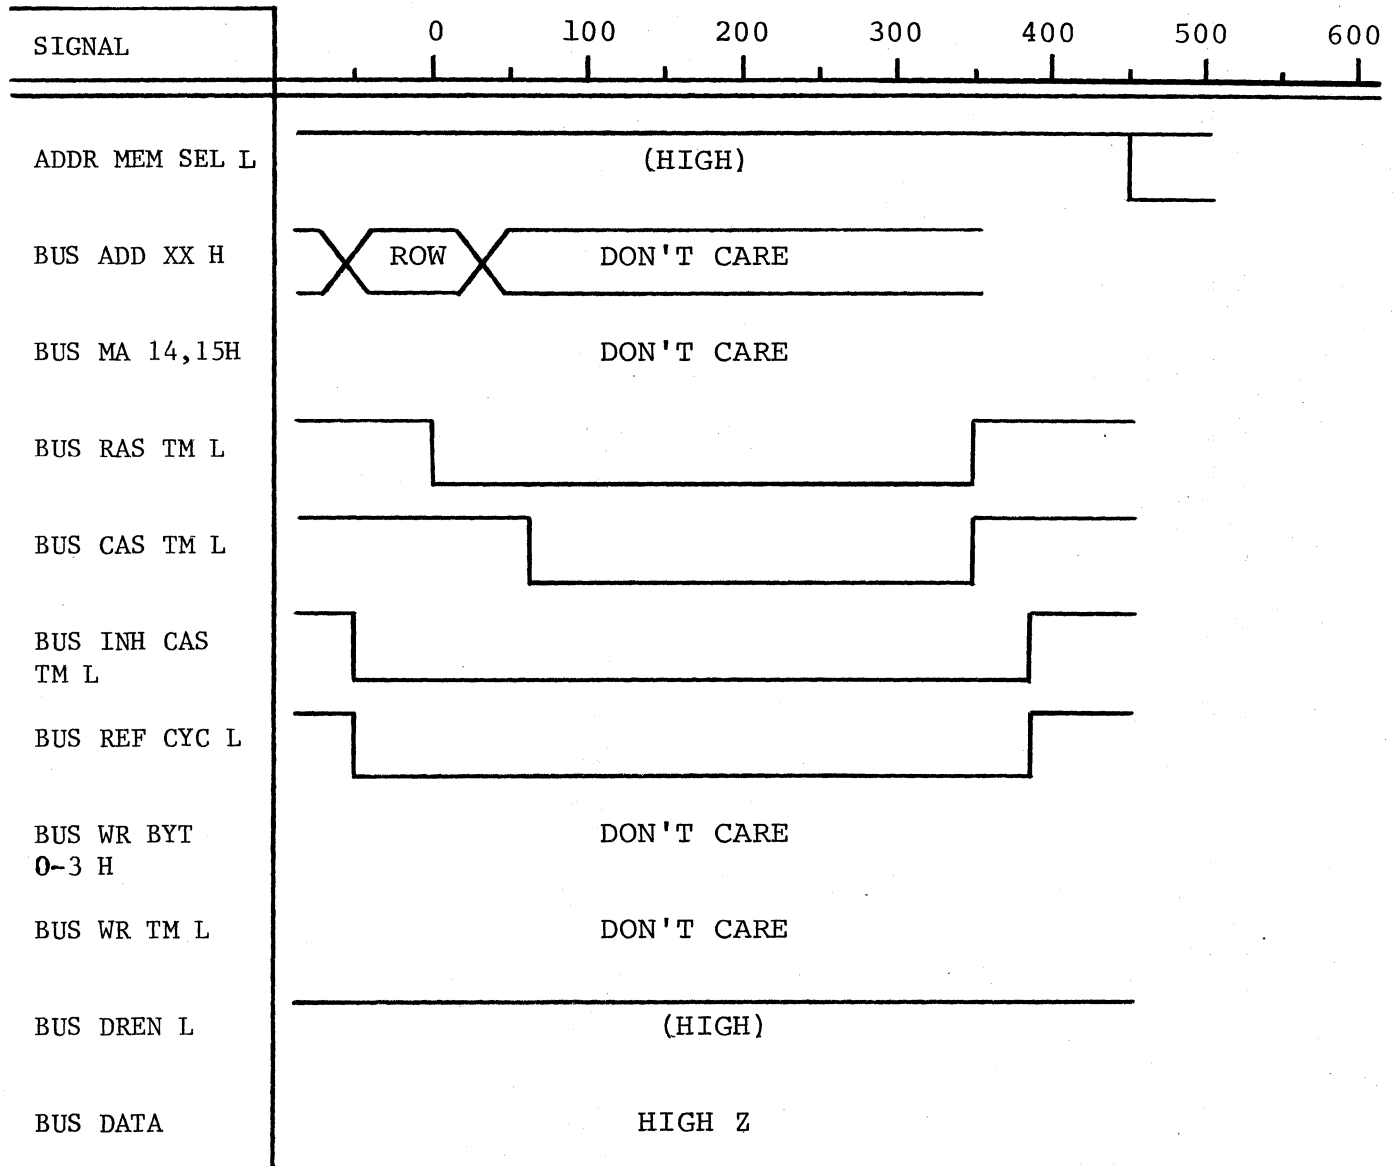 SIGNAL 0 100 200 300 400 500 600
ADDR MEM SEL L (HIGH)
BUS ADD XX H ROW DON'T CARE
BUS MA 14,15H DON'T CARE
BUS RAS TM L
BUS CAS TM L
BUS INH CAS
TM L
BUS REF CYC L
BUS WR BYT DON'T CARE
0-3 H
BUS WR TM L DON'T CARE
BUS DREN L (HIGH)
BUS DATA HIGH Z